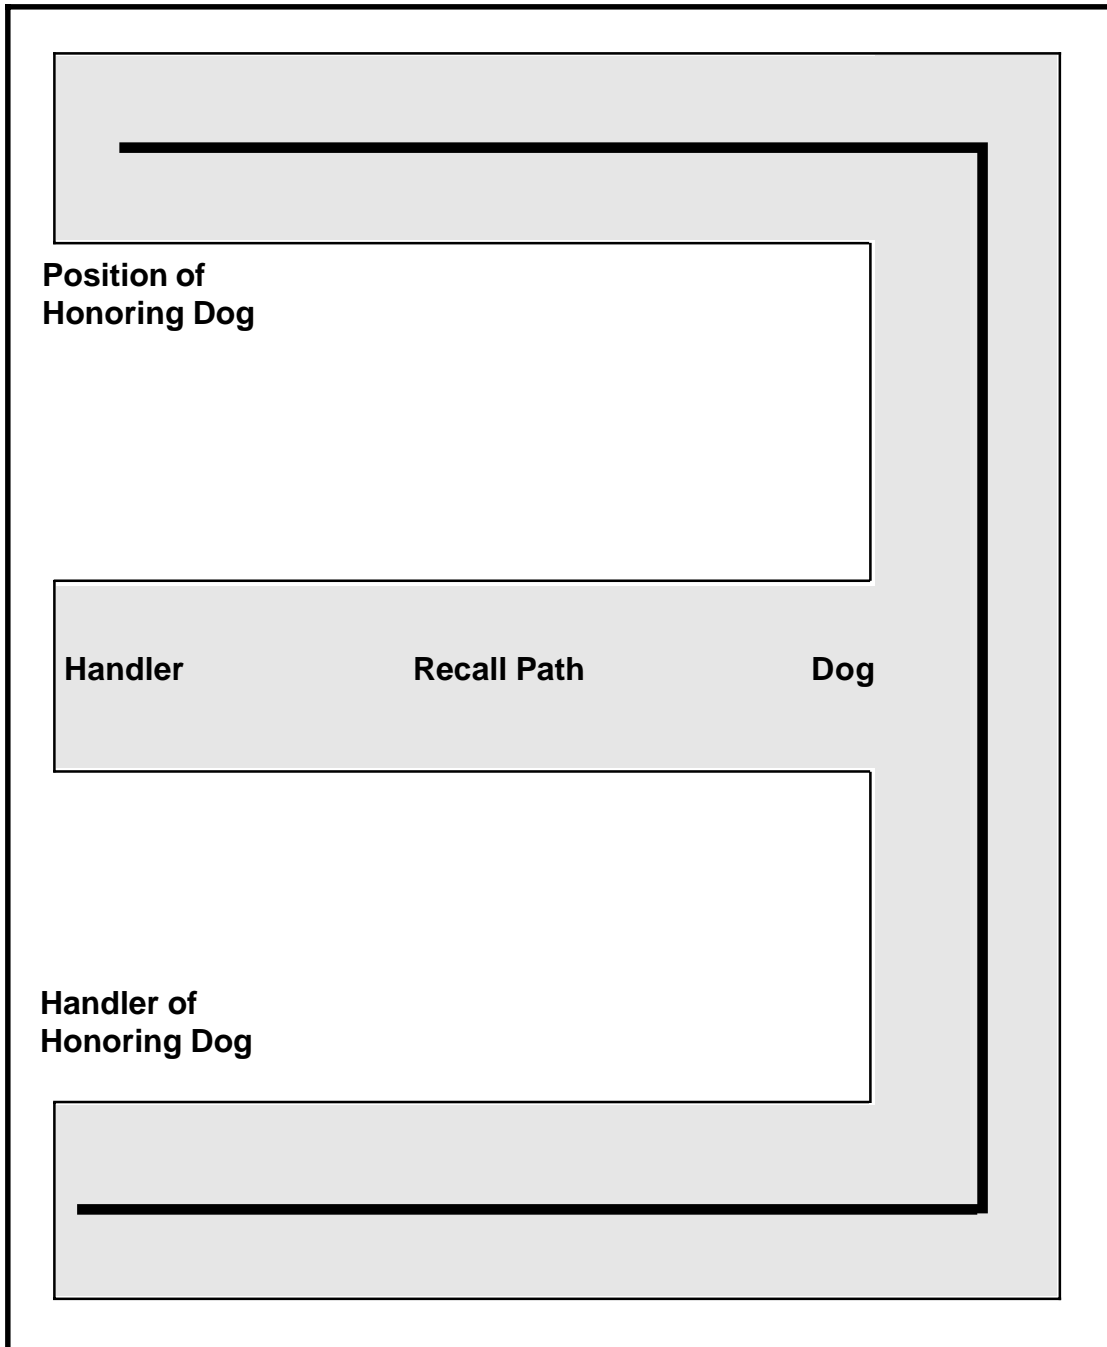 Position of
Honoring Dog
Handler
Recall Path
Dog
Handler of
Honoring Dog